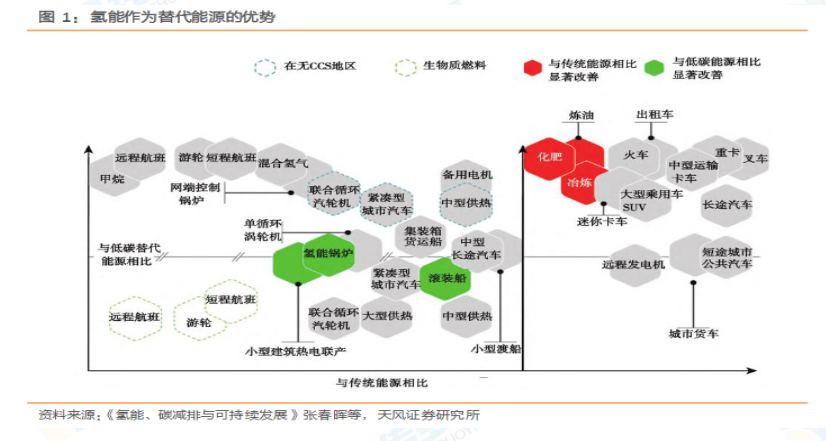 图 1：氢能作为替代能源的优势
在无CCS地区
生物质燃料
与传统能源相比
显著改善
与低碳能源相比
显著改善
炼油
出租车
远程航班
甲烷
游轮
短程航班
混合氢气
网端控制
锅炉
联合循环
汽轮机
紧凑型
城市汽车
备用电机
中型供热
化肥
冶炼
火车
中型运输
卡车
重卡
叉车
大型乘用车
SUV
迷你卡车
长途汽车
单循环
涡轮机
与低碳替代
能源相比
氢能锅炉
集装箱
货运船
中型
长途汽车
紧凑型
城市汽车
滚装船
远程发电机
短途城市
公共汽车
远程航班
游轮
短程航班
联合循环
汽轮机
大型供热
中型供热
小型建筑热电联产
小型渡船
城市货车
与传统能源相比
资料来源：《氢能、碳减排与可持续发展》张春晖等，天风证券研究所